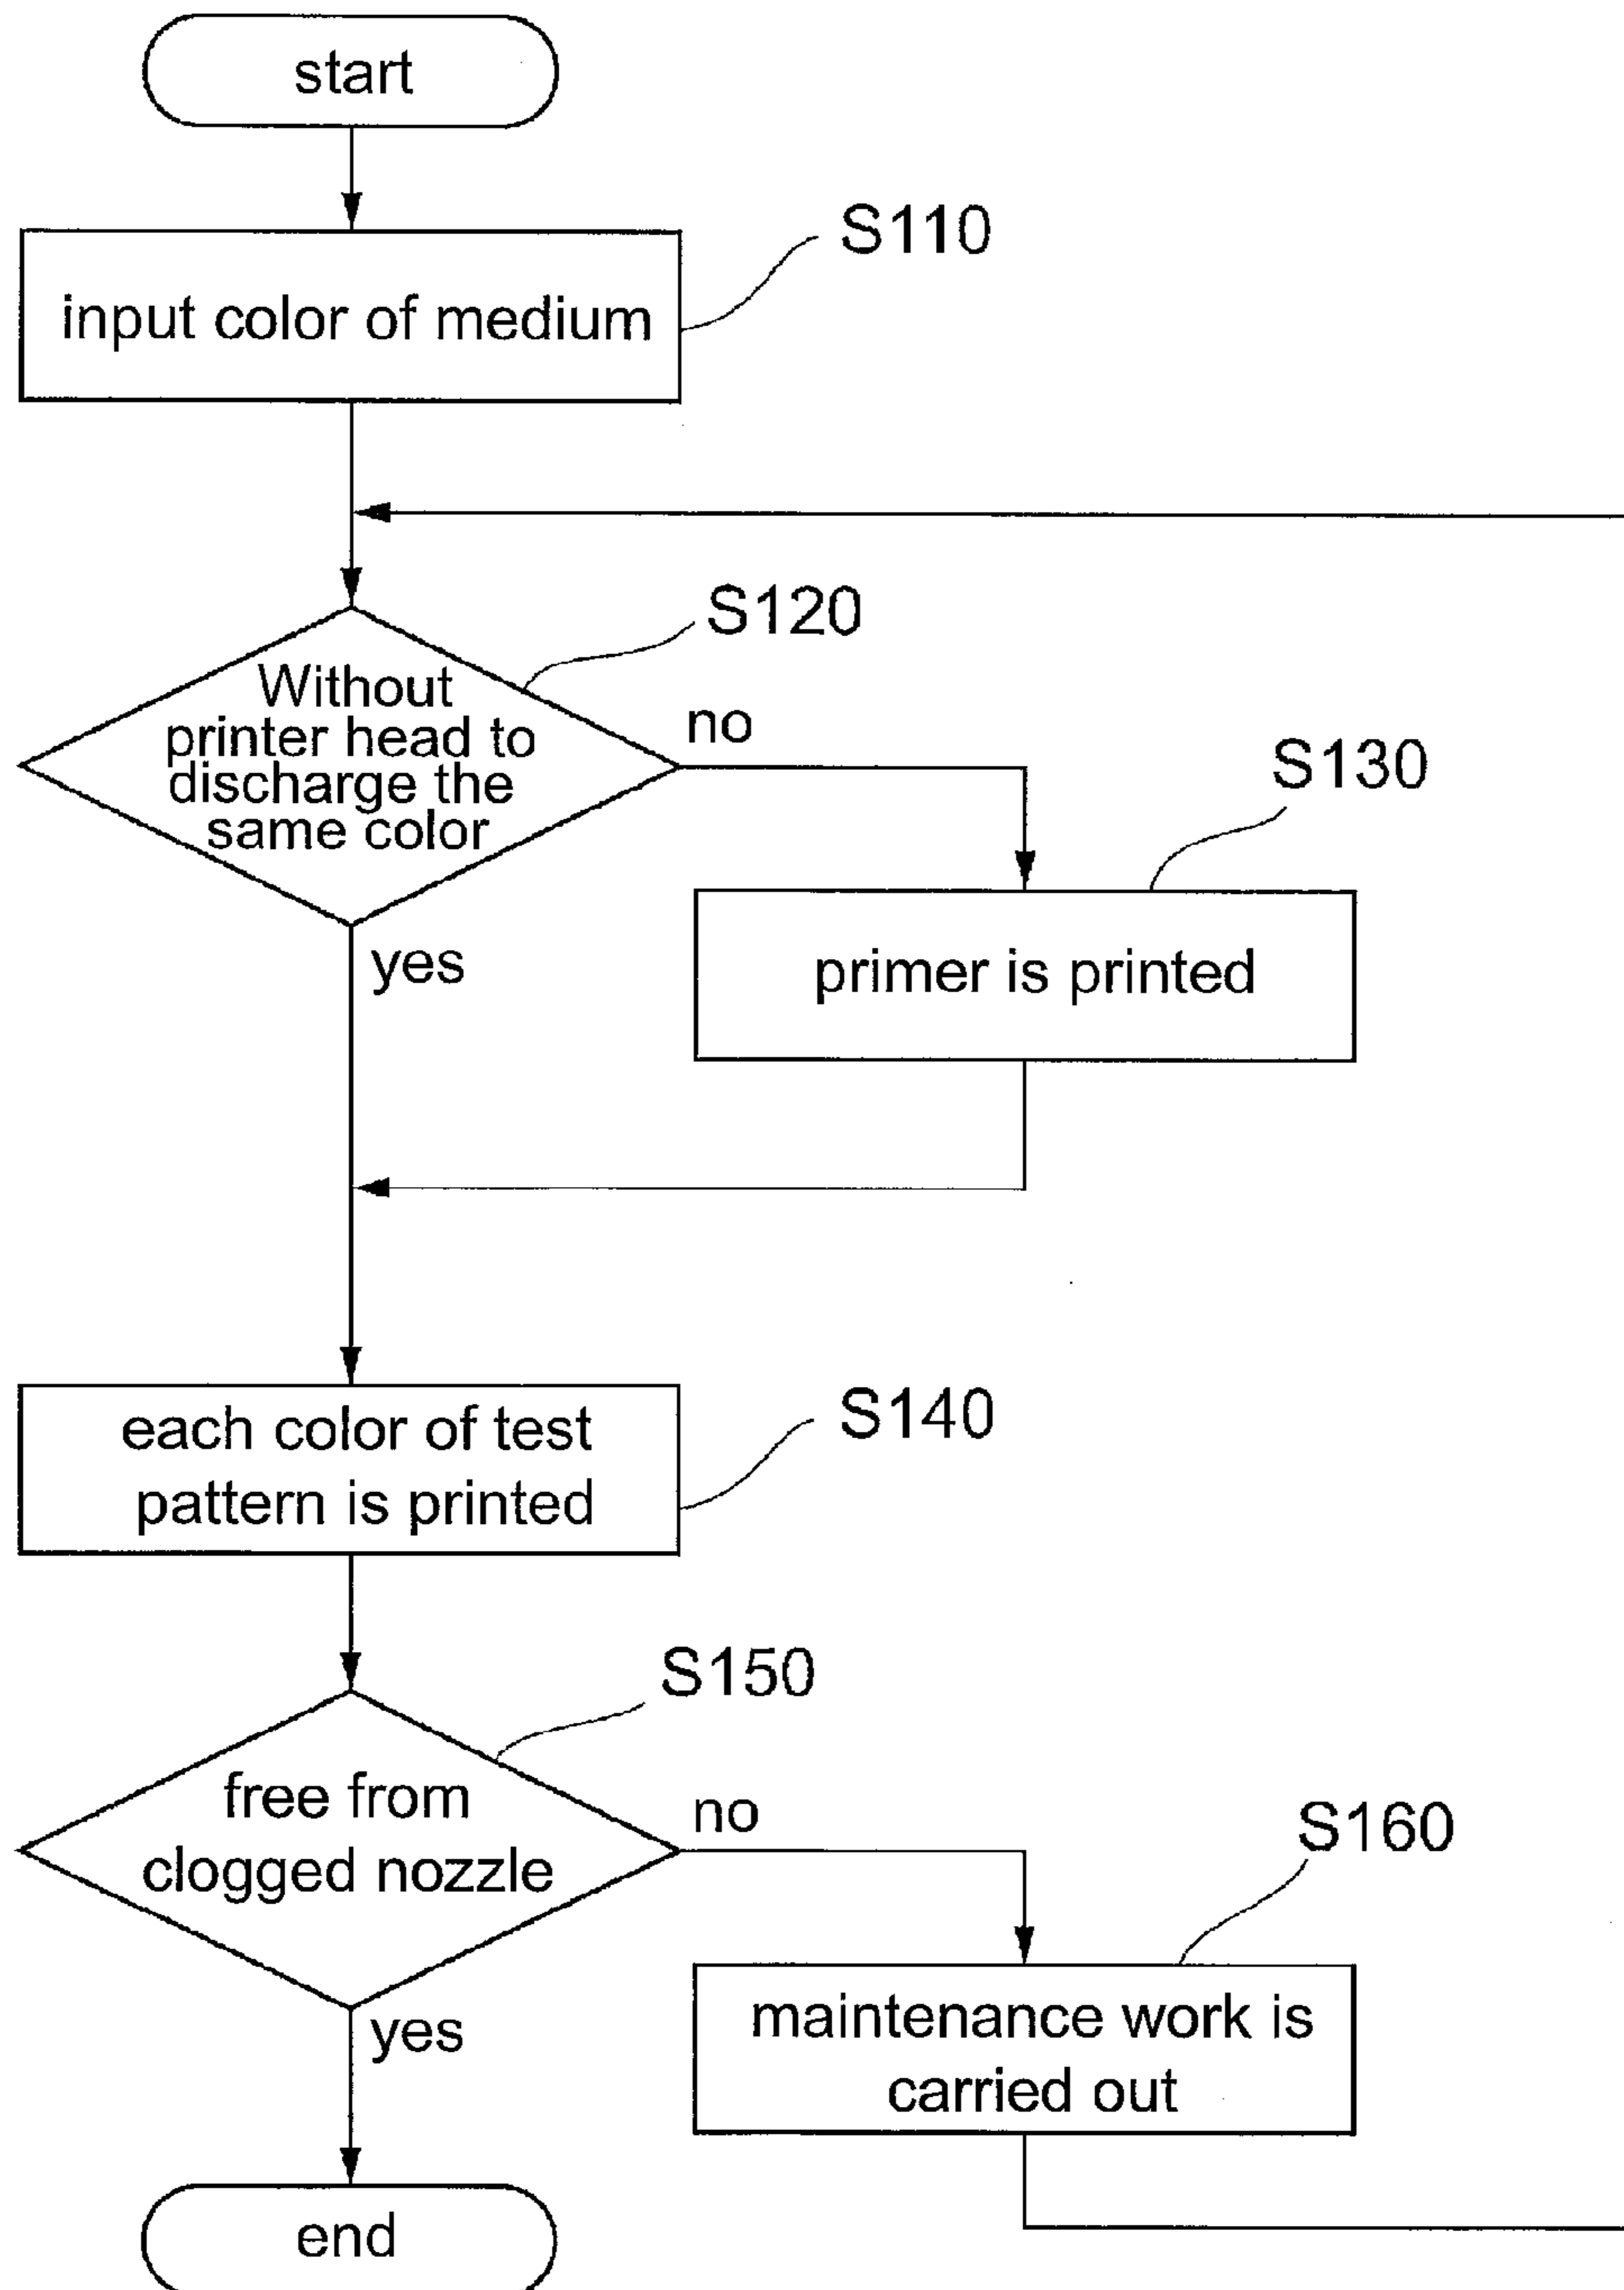 start
S110
input color of medium
S120
Without
printer head to
discharge the
same color
no
S130
yes
primer is printed
each color of test
pattern is printed
S140
S150
free from
clogged nozzle
no
S160
yes
maintenance work is
carried out
end